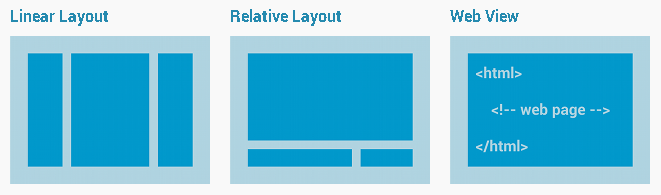 Linear Layout
Relative Layout
Web View
<html>
<!-- web page -->
</html>